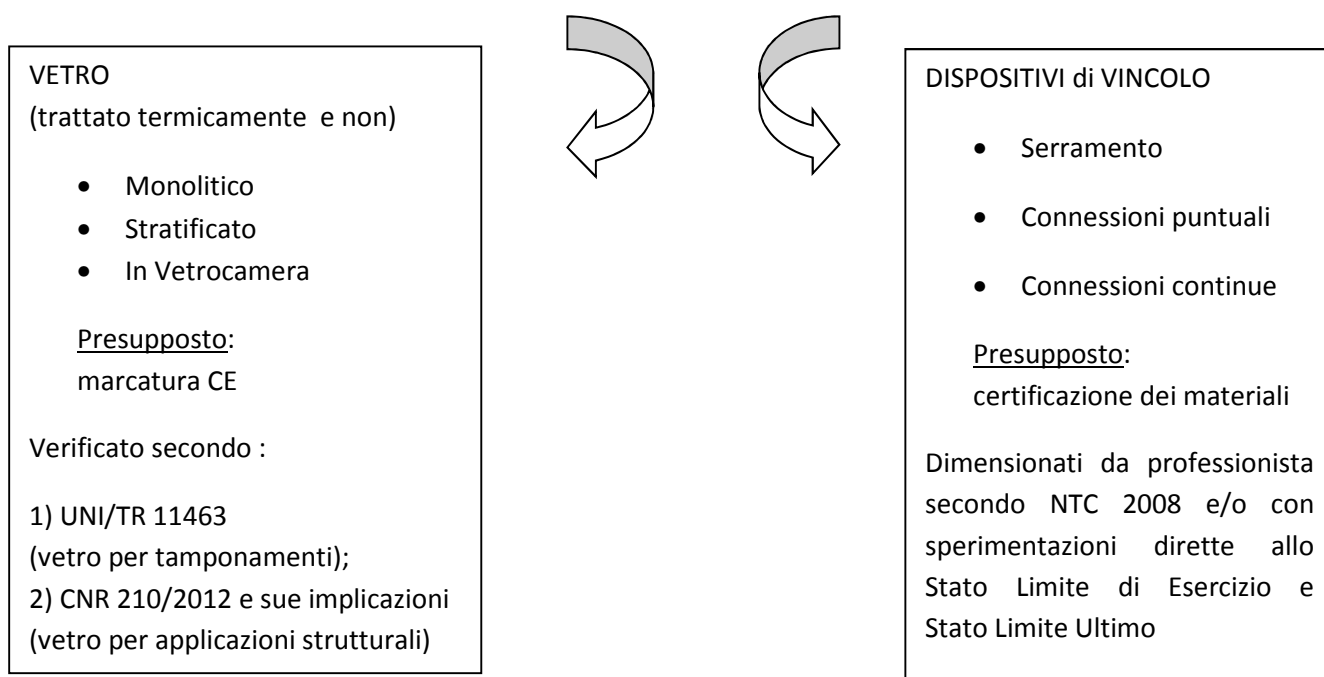 VETRO
(trattato termicamente e non)
• Monolitico
• Stratificato
• In Vetrocamera
Presupposto:
marcatura CE
Verificato secondo :
1) UNI/TR 11463
(vetro per tamponamenti);
2) CNR 210/2012 e sue implicazioni
(vetro per applicazioni strutturali)
DISPOSITIVI di VINCOLO
• Serramento
• Connessioni puntuali
• Connessioni continue
Presupposto:
certificazione dei materiali
Dimensionati da professionista
secondo NTC 2008 e/o con
sperimentazioni dirette allo
Stato Limite di Esercizio e
Stato Limite Ultimo